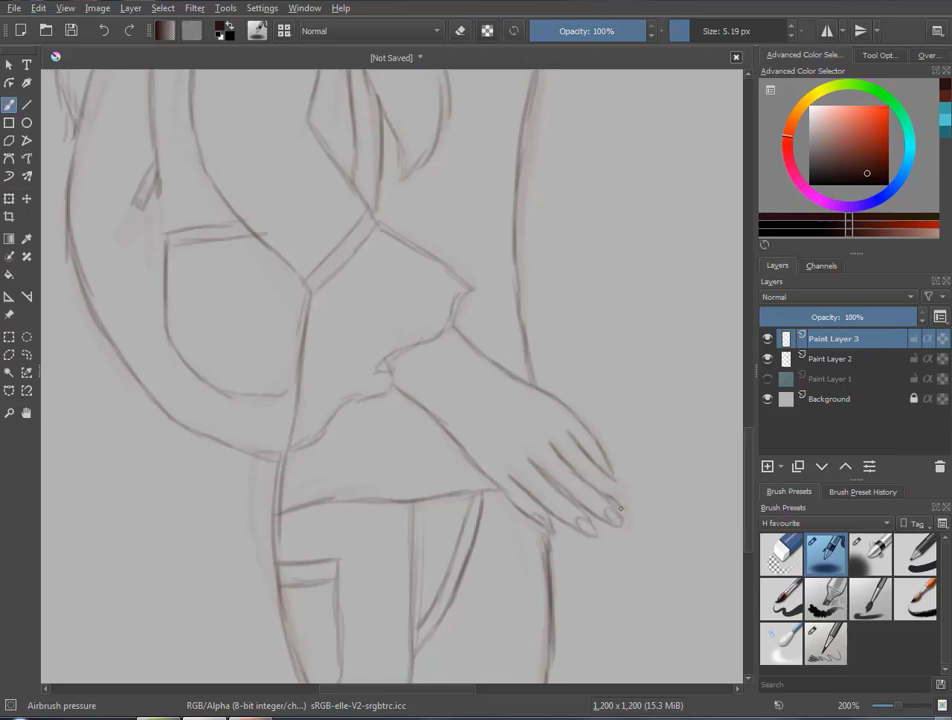 File Edit View Image Layer Select Filter Tools Settings Window Help
Normal Opacity: 100% Size: 5.19 px
[Not Saved] *
Advanced Color Sele... Tool Opt... Over...
Advanced Color Selector
Layers Channels
Layers
Normal
Opacity: 100%
Paint Layer 3
Paint Layer 2
Paint Layer 1
Background
Brush Presets Brush Preset History
Brush Presets
H favourite Tag
Search
Airbrush pressure RGB/Alpha (8-bit integer/ch...) sRGB-elle-V2-srgbtrc.icc 1,200 x 1,200 (15.3 MiB) 200%